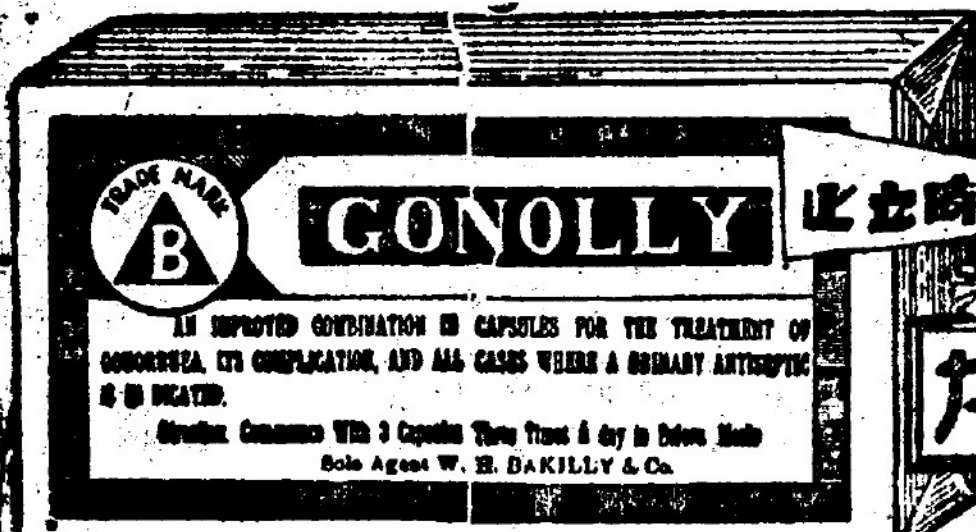 TRADE MARK
B
GONOLLY
止立
AN IMPROVED COMBINATION IN CAPSULES FOR THE TREATMENT OF
GONORRHEA, ITS COMPLICATION, AND ALL CASES WHERE A URINARY ANTISEPTIC
IS IN DICATED.
Direction Commence With 3 Capsules Three Times A day Before Meals
Sole Agent W. H. BAKILLY & Co.